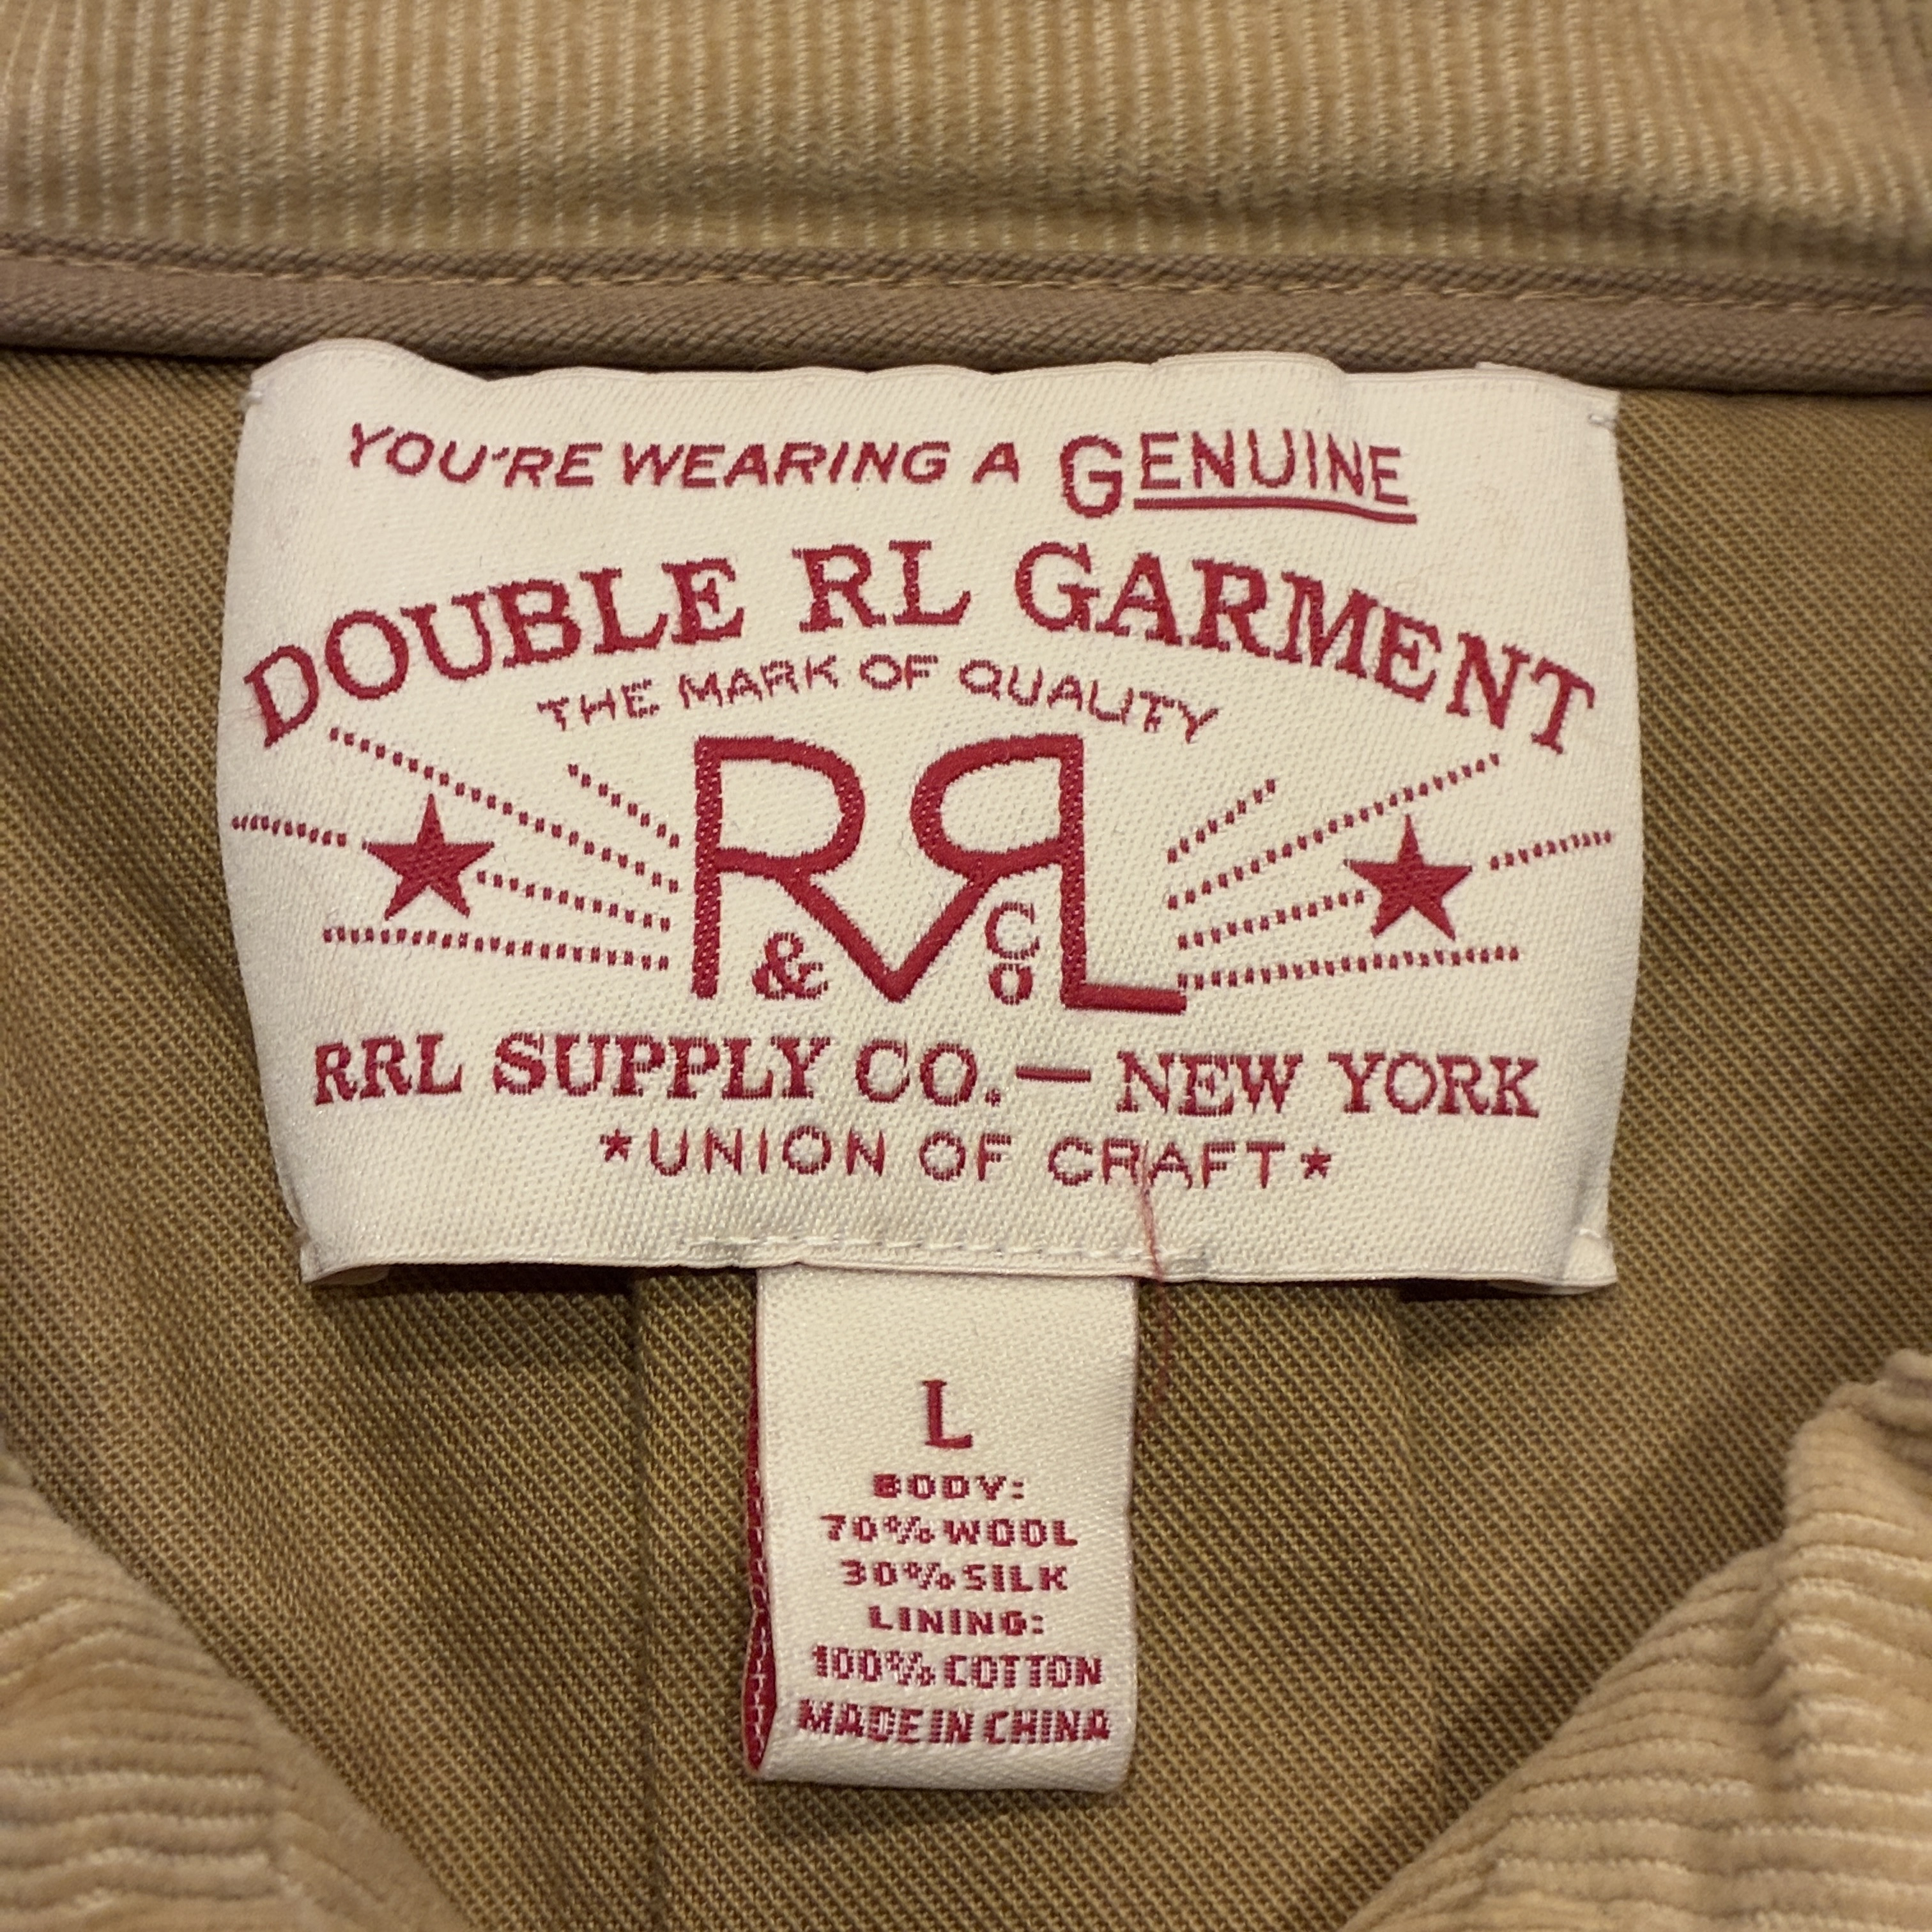 YOU'RE WEARING A GENUINE
DOUBLE RL GARMENT
THE MARK OF QUALITY
RRL
& Co
RRL SUPPLY CO. — NEW YORK
★UNION OF CRAFT★
L
BODY:
70% WOOL
30% SILK
LINING:
100% COTTON
MADE IN CHINA